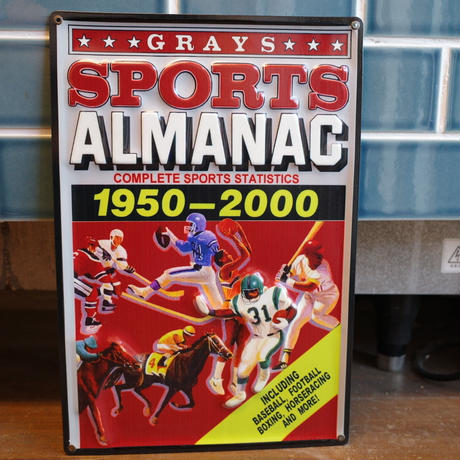 GRAYS
SPORTS
ALMANAC
COMPLETE SPORTS STATISTICS
1950-2000
31
INCLUDING
BASEBALL, FOOTBALL
BOXING, HORSERACING
AND MORE!